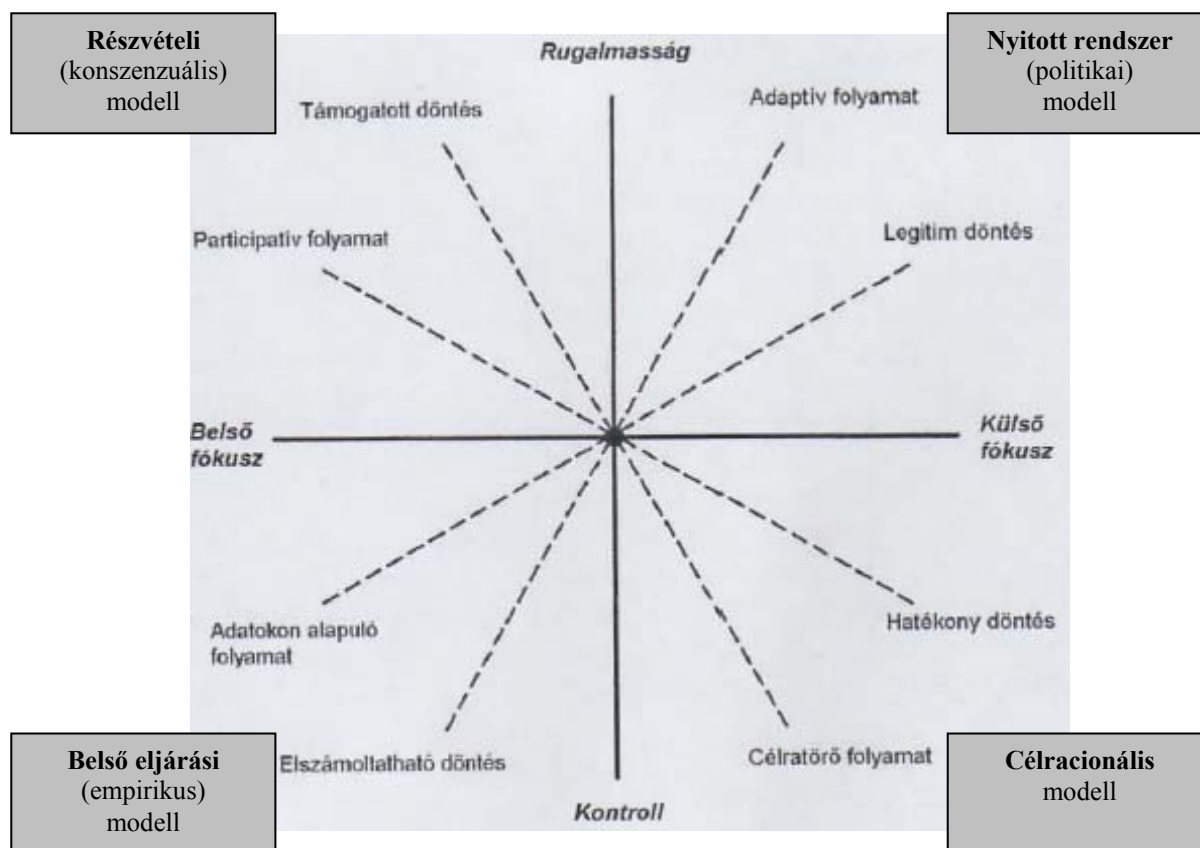 Részvételi
(konszenzuális)
modell
Rugalmasság
Nyitott rendszer
(politikai)
modell
Támogatott döntés
Adaptív folyamat
Participatív folyamat
Legitim döntés
Belső
fókusz
Külső
fókusz
Adatokon alapuló
folyamat
Hatékony döntés
Elszámoltatható döntés
Célratörő folyamat
Belső eljárási
(empirikus)
modell
Kontroll
Célracionális
modell